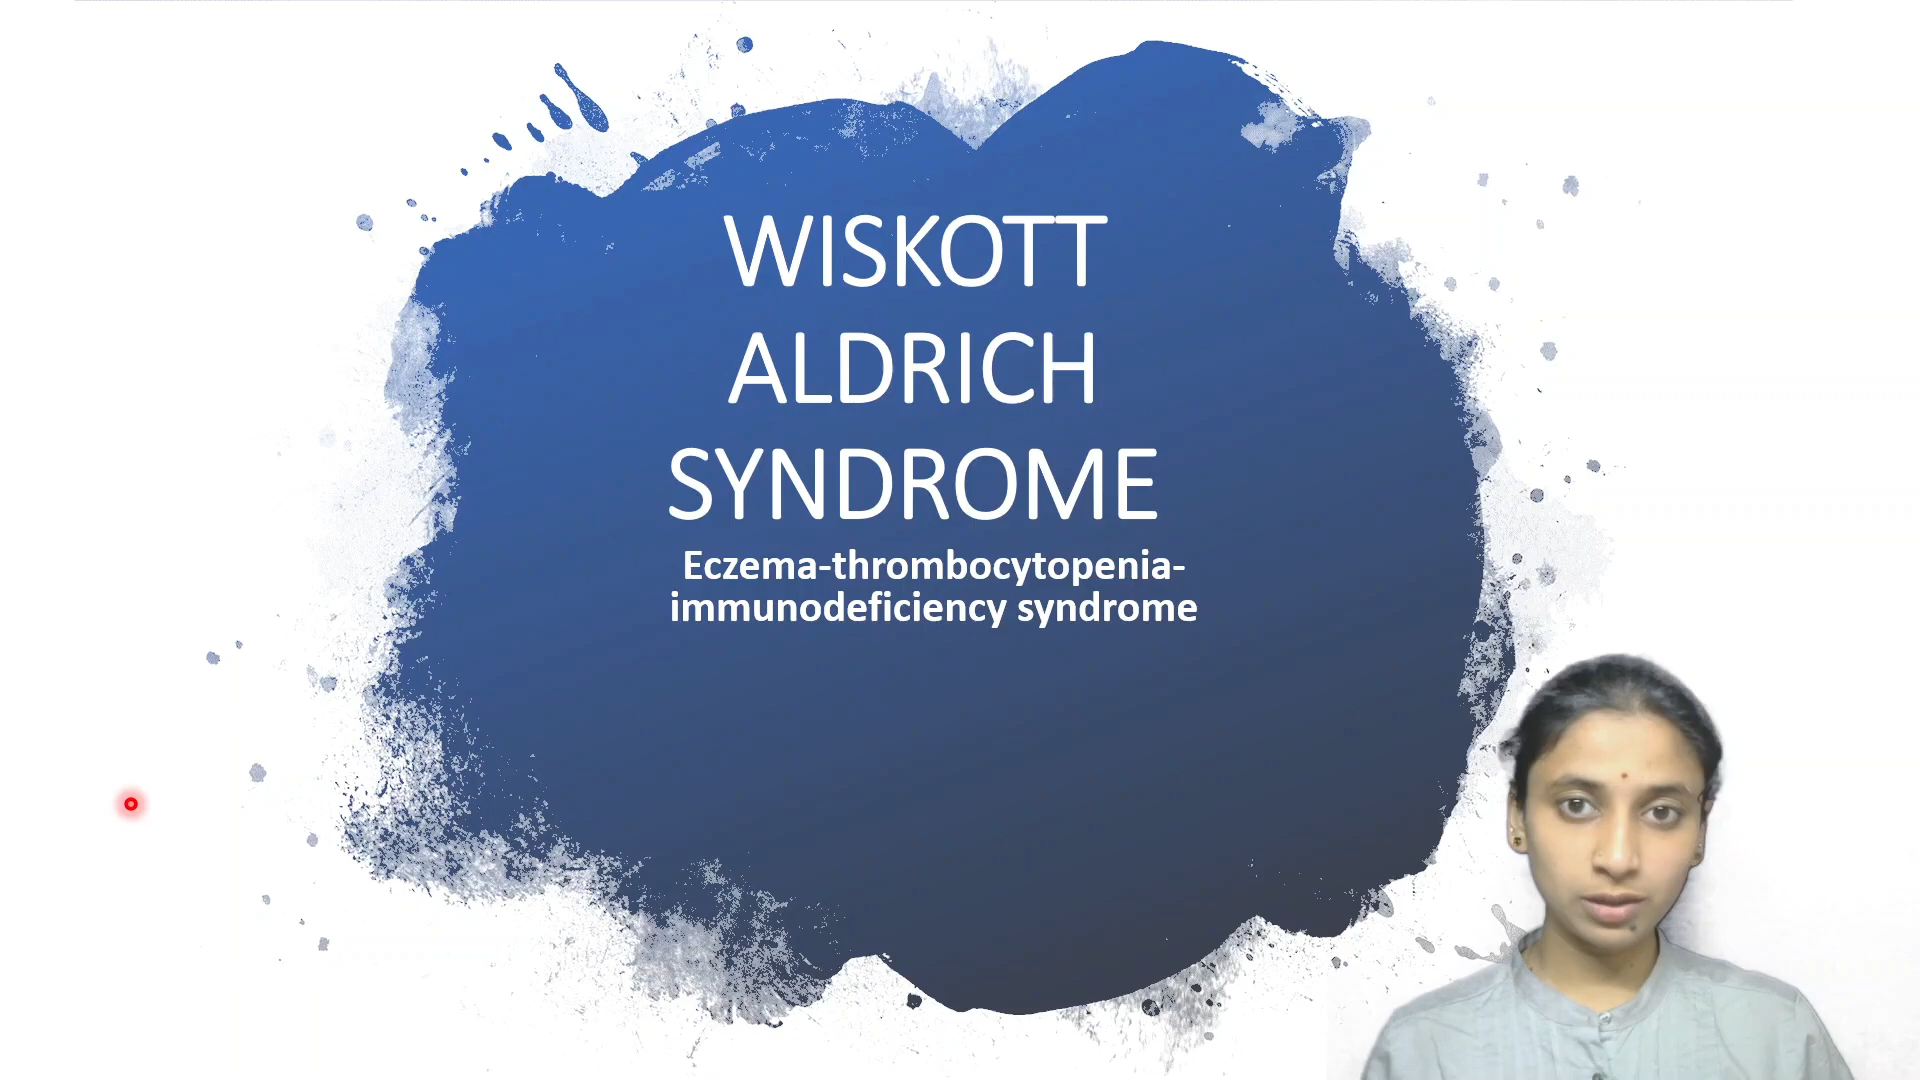 WISKOTT
ALDRICH
SYNDROME
Eczema-thrombocytopenia-
immunodeficiency syndrome